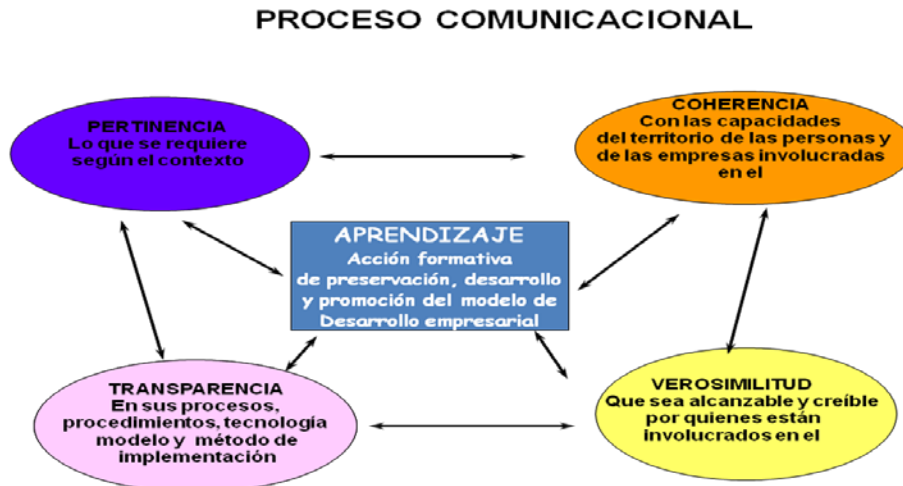 PROCESO COMUNICACIONAL
PERTINENCIA
Lo que se requiere
según el contexto
COHERENCIA
Con las capacidades
del territorio de las personas y
de las empresas involucradas
en el
APRENDIZAJE
Acción formativa
de preservación, desarrollo
y promoción del modelo de
Desarrollo empresarial
TRANSPARENCIA
En sus procesos,
procedimientos, tecnología
modelo y método de
implementación
VEROSIMILITUD
Que sea alcanzable y creíble
por quienes están
involucrados en el